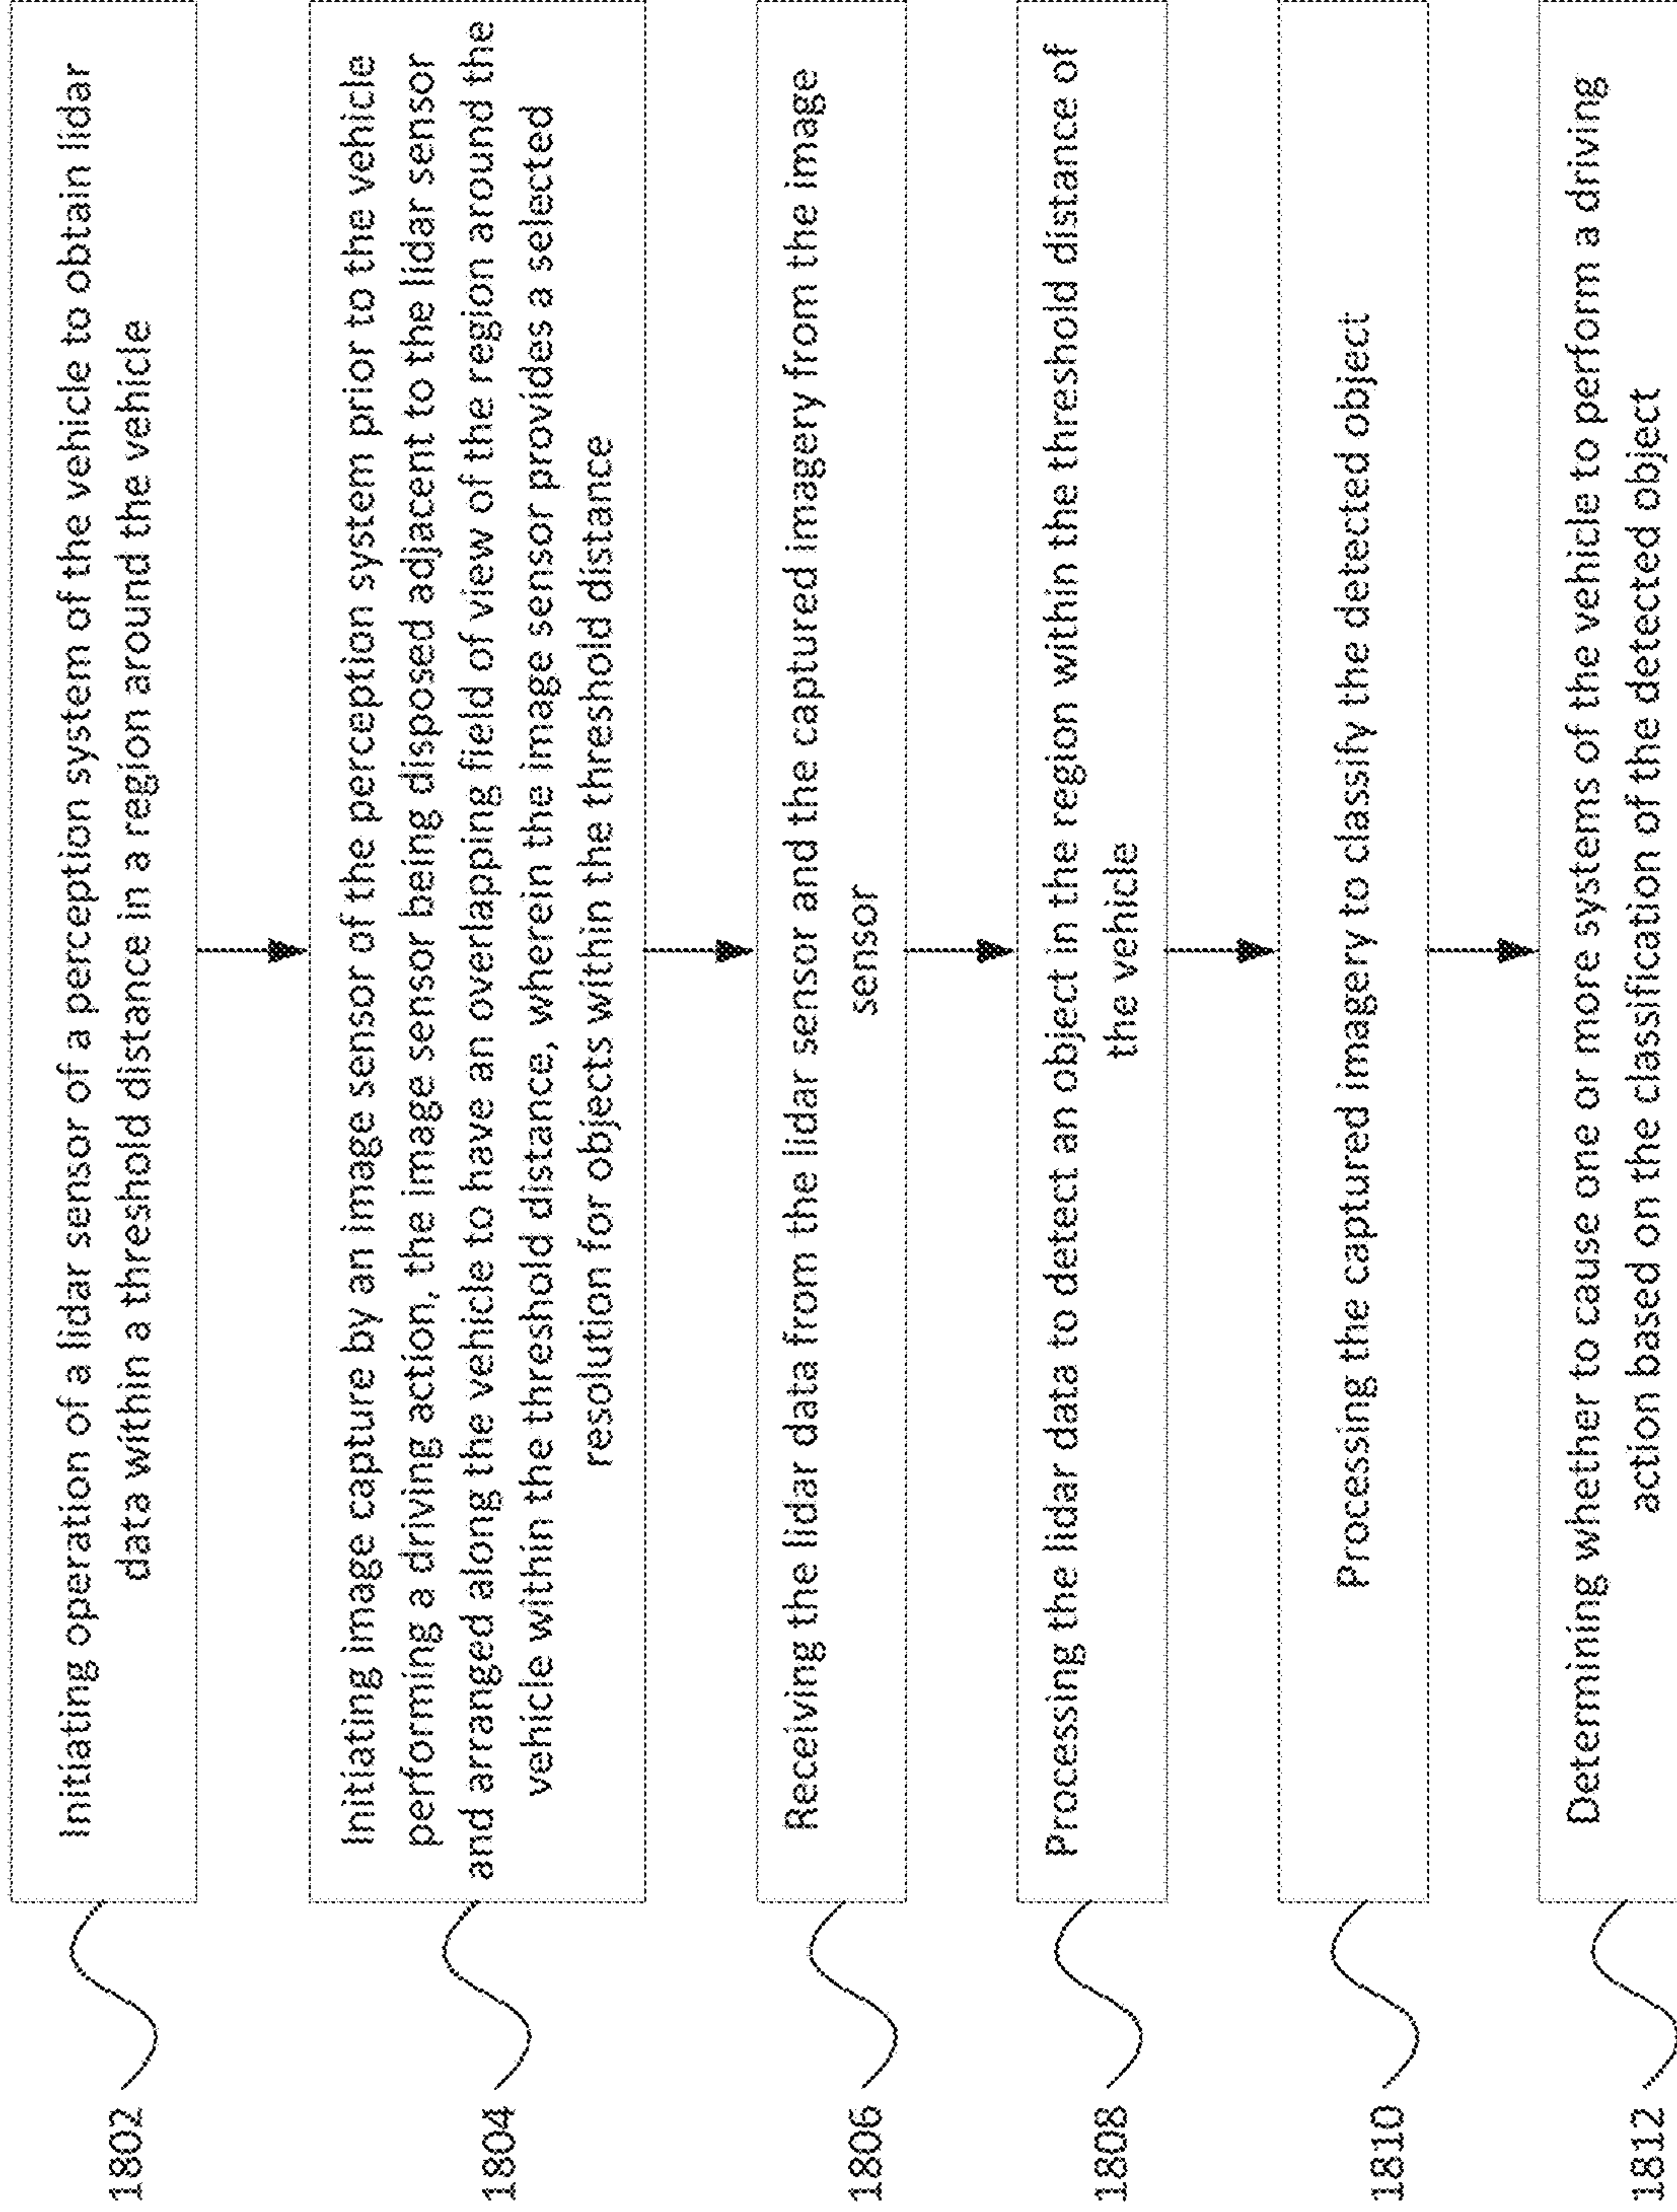 1802
Initiating operation of a lidar sensor of a perception system of the vehicle to obtain lidar
data within a threshold distance in a region around the vehicle
1804
Initiating image capture by an image sensor of the perception system prior to the vehicle
performing a driving action, the image sensor being disposed adjacent to the lidar sensor
and arranged along the vehicle to have an overlapping field of view of the region around the
vehicle within the threshold distance, wherein the image sensor provides a selected
resolution for objects within the threshold distance
1806
Receiving the lidar data from the lidar sensor and the captured imagery from the image
sensor
1808
Processing the lidar data to detect an object in the region within the threshold distance of
the vehicle
1810
Processing the captured imagery to classify the detected object
1812
Determining whether to cause one or more systems of the vehicle to perform a driving
action based on the classification of the detected object